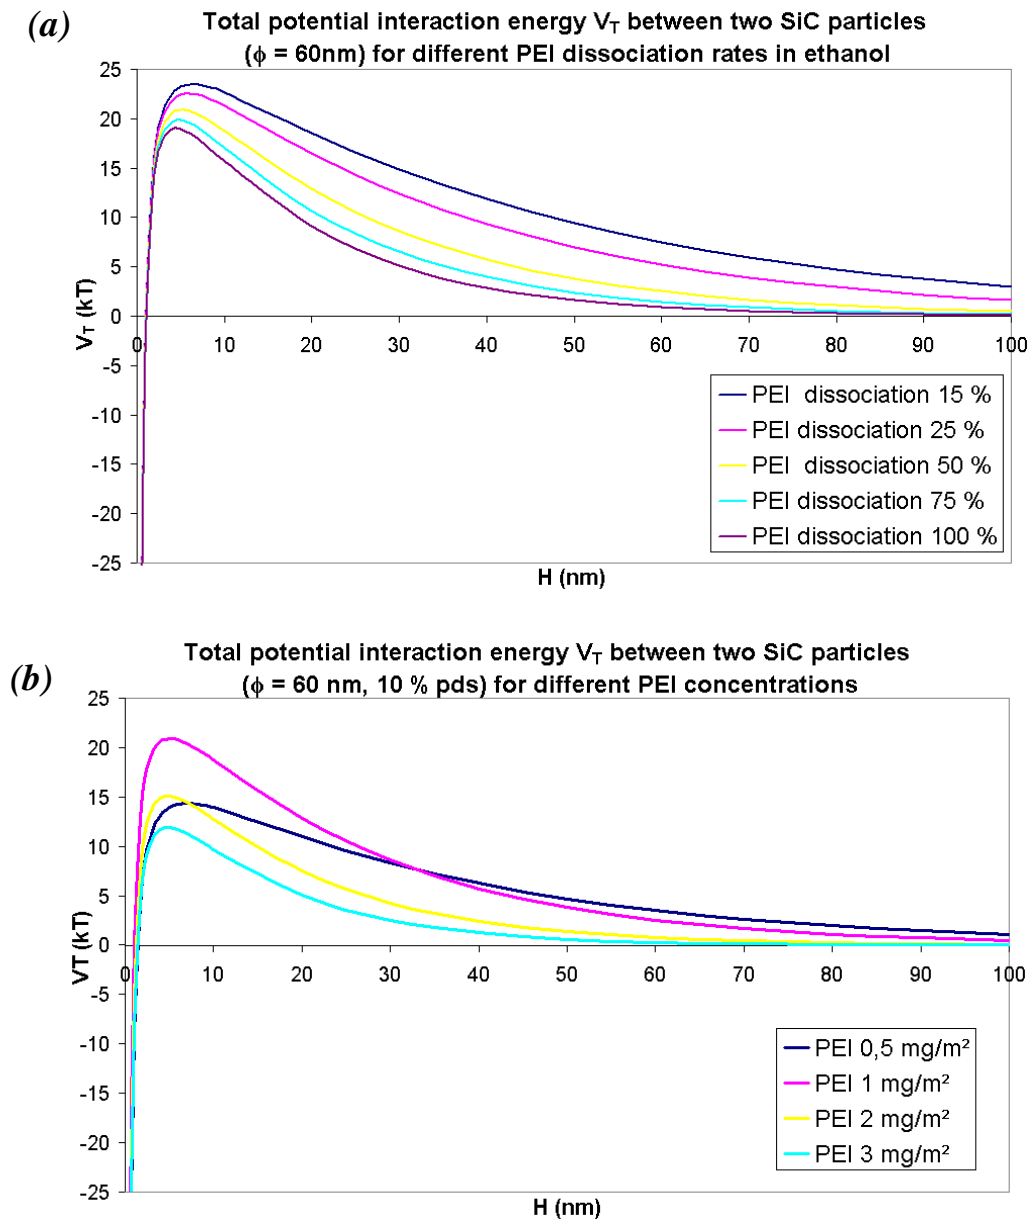 (a)
Total potential interaction energy VT between two SiC particles
(ϕ = 60nm) for different PEI dissociation rates in ethanol
25
20
15
10
5
0
-5
-10
-15
-20
-25
VT (kT)
0 10 20 30 40 50 60 70 80 90 100
PEI dissociation 15 %
PEI dissociation 25 %
PEI dissociation 50 %
PEI dissociation 75 %
PEI dissociation 100 %
H (nm)
(b)
Total potential interaction energy VT between two SiC particles
(ϕ = 60 nm, 10 % pds) for different PEI concentrations
25
20
15
10
5
0
-5
-10
-15
-20
-25
VT (kT)
0 10 20 30 40 50 60 70 80 90 100
PEI 0,5 mg/m²
PEI 1 mg/m²
PEI 2 mg/m²
PEI 3 mg/m²
H (nm)